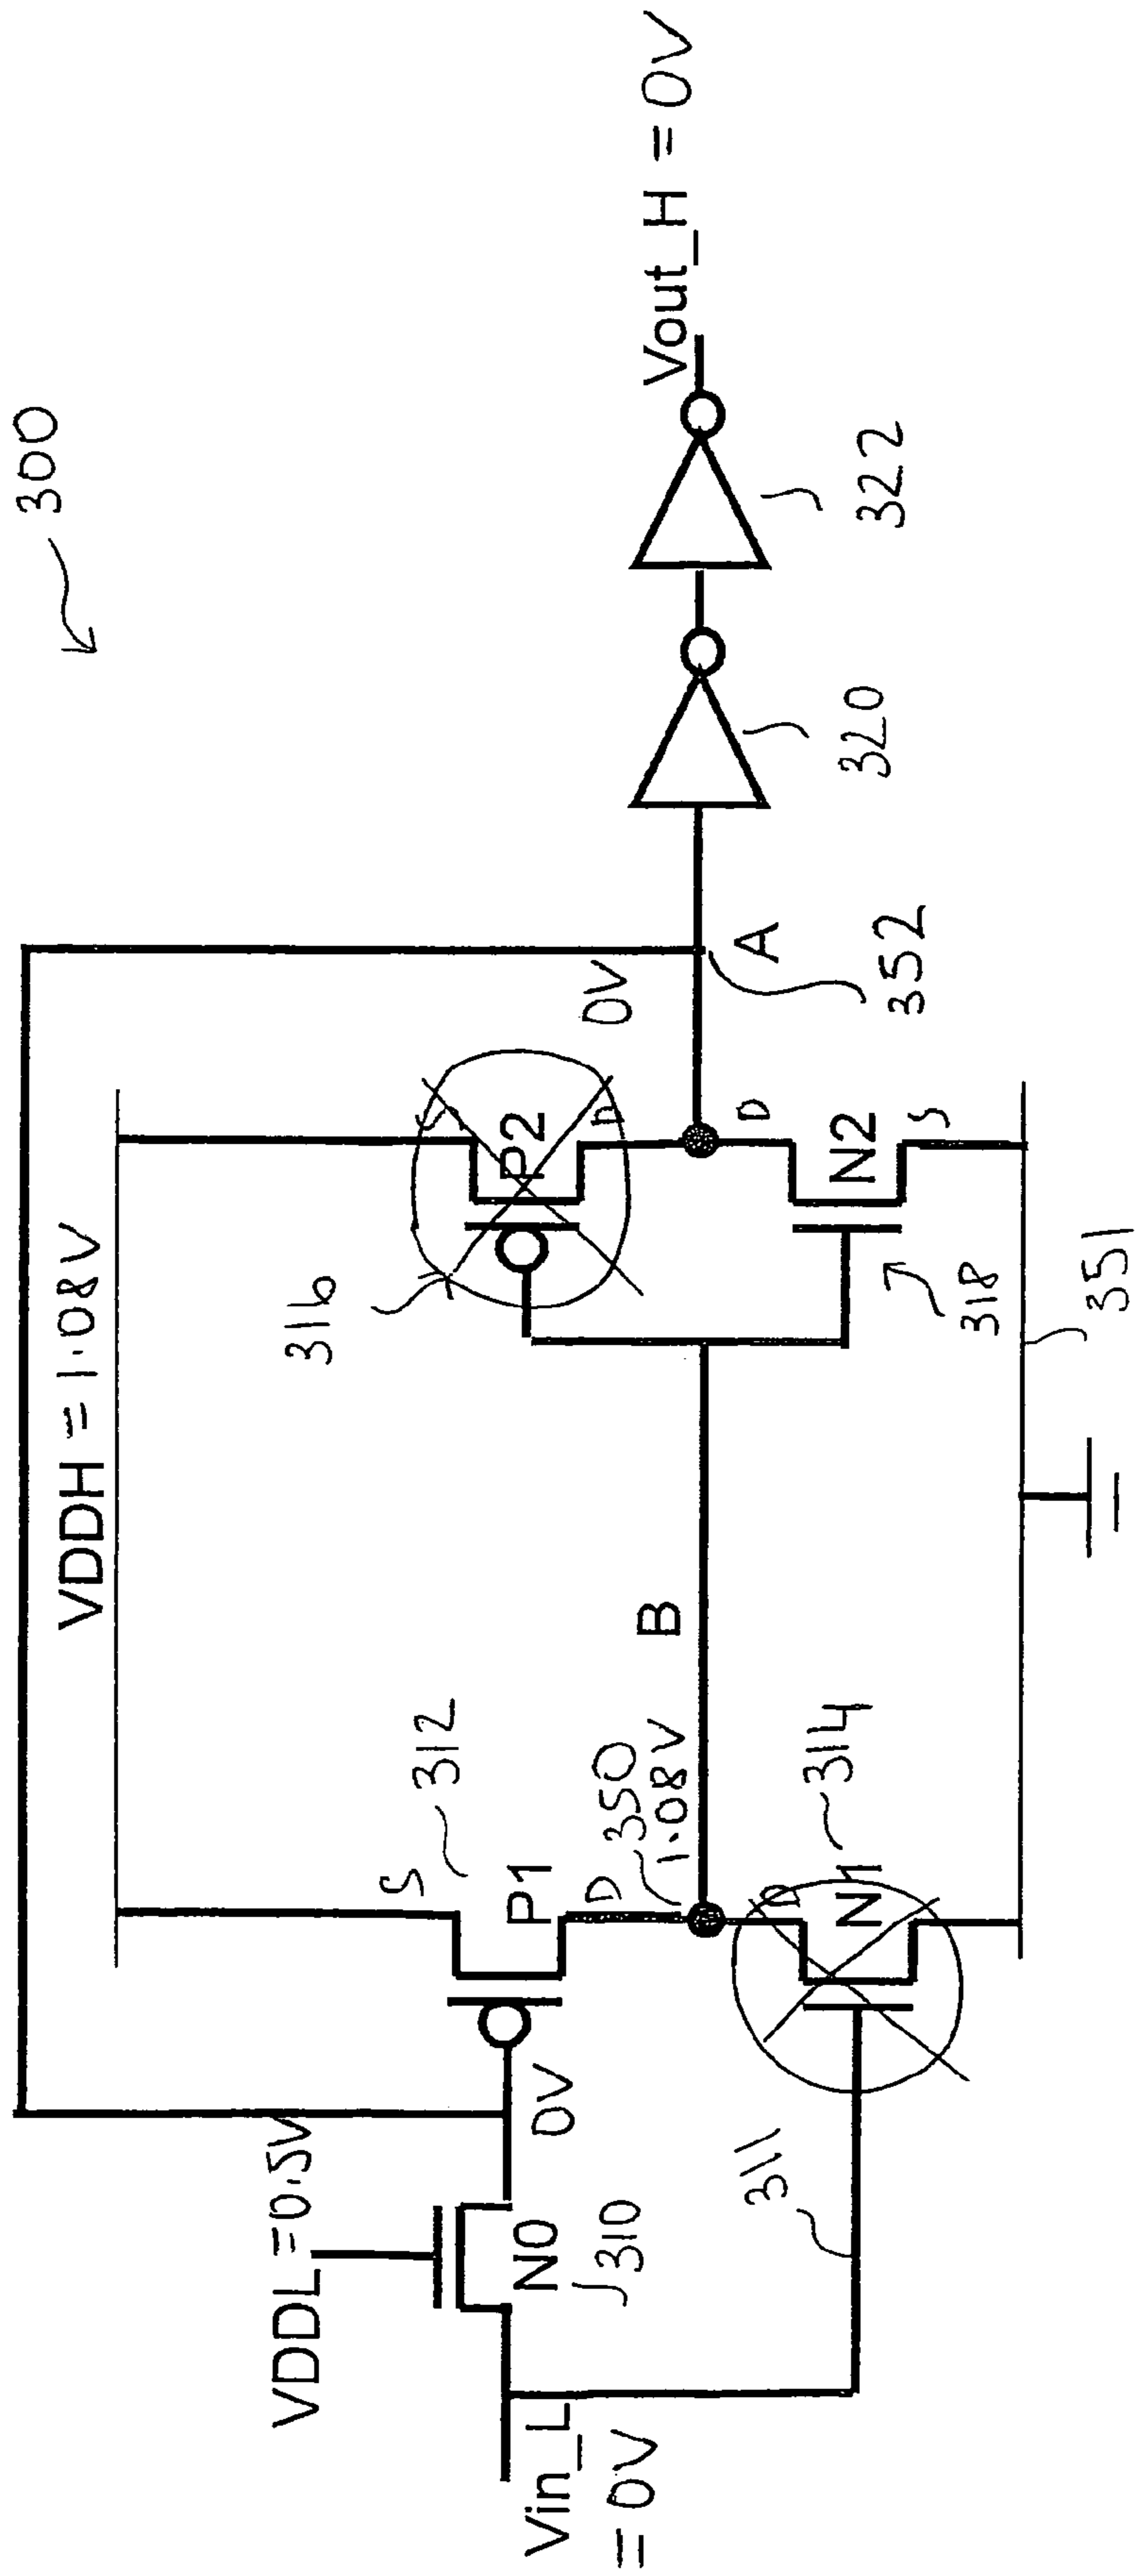 300
VDDH = 1.08V
VDDL = 0.5V
316
312
S
S
P1
P2
D
D
0V
0V
N0
310
350
1.08V
B
A
352
Vin_L
= 0V
Vout_H = 0V
320
322
D
D
N1
314
N2
S
311
318
351